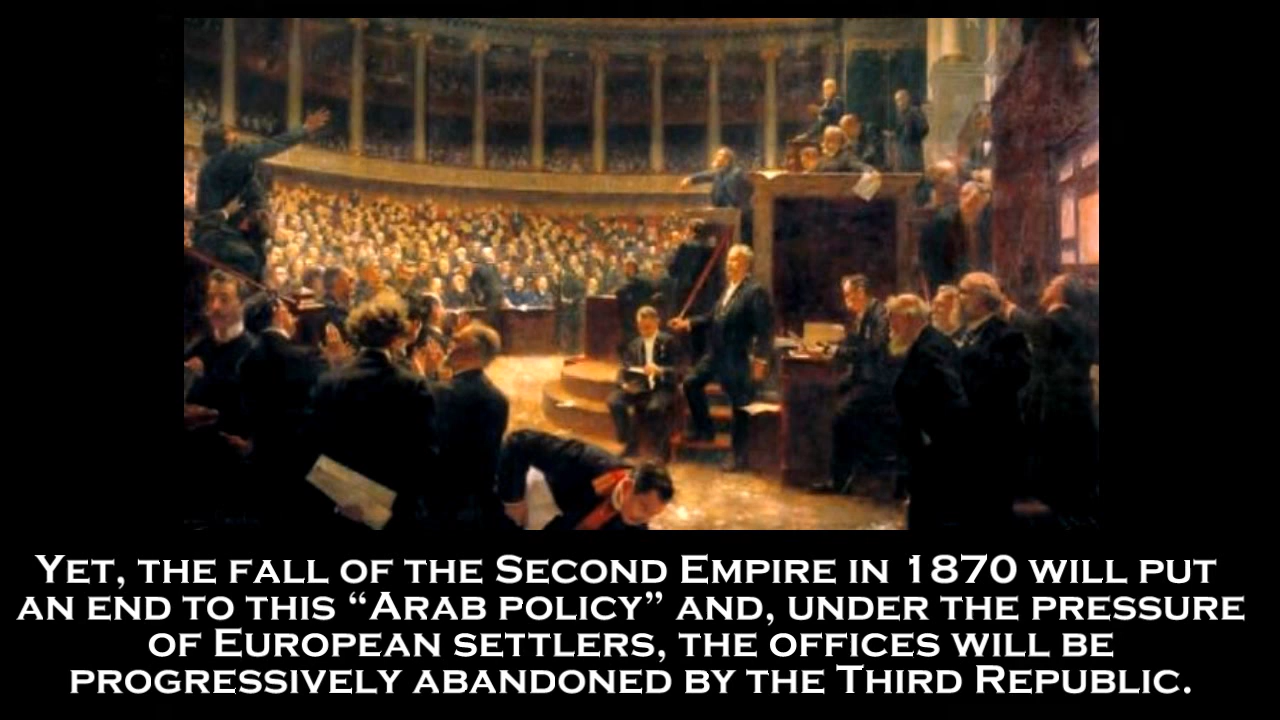 Yet, the fall of the Second Empire in 1870 will put
an end to this “Arab policy” and, under the pressure
of European settlers, the offices will be
progressively abandoned by the Third Republic.